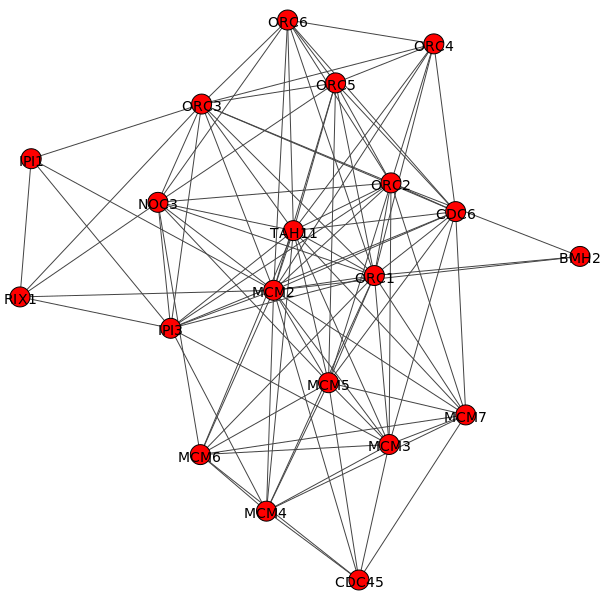 ORC6
ORC4
ORC5
ORC3
IPI1
ORC2
NOC3
CDC6
TAH11
BMH2
ORC1
MCM2
RIX1
IPI3
MCM5
MCM7
MCM3
MCM6
MCM4
CDC45